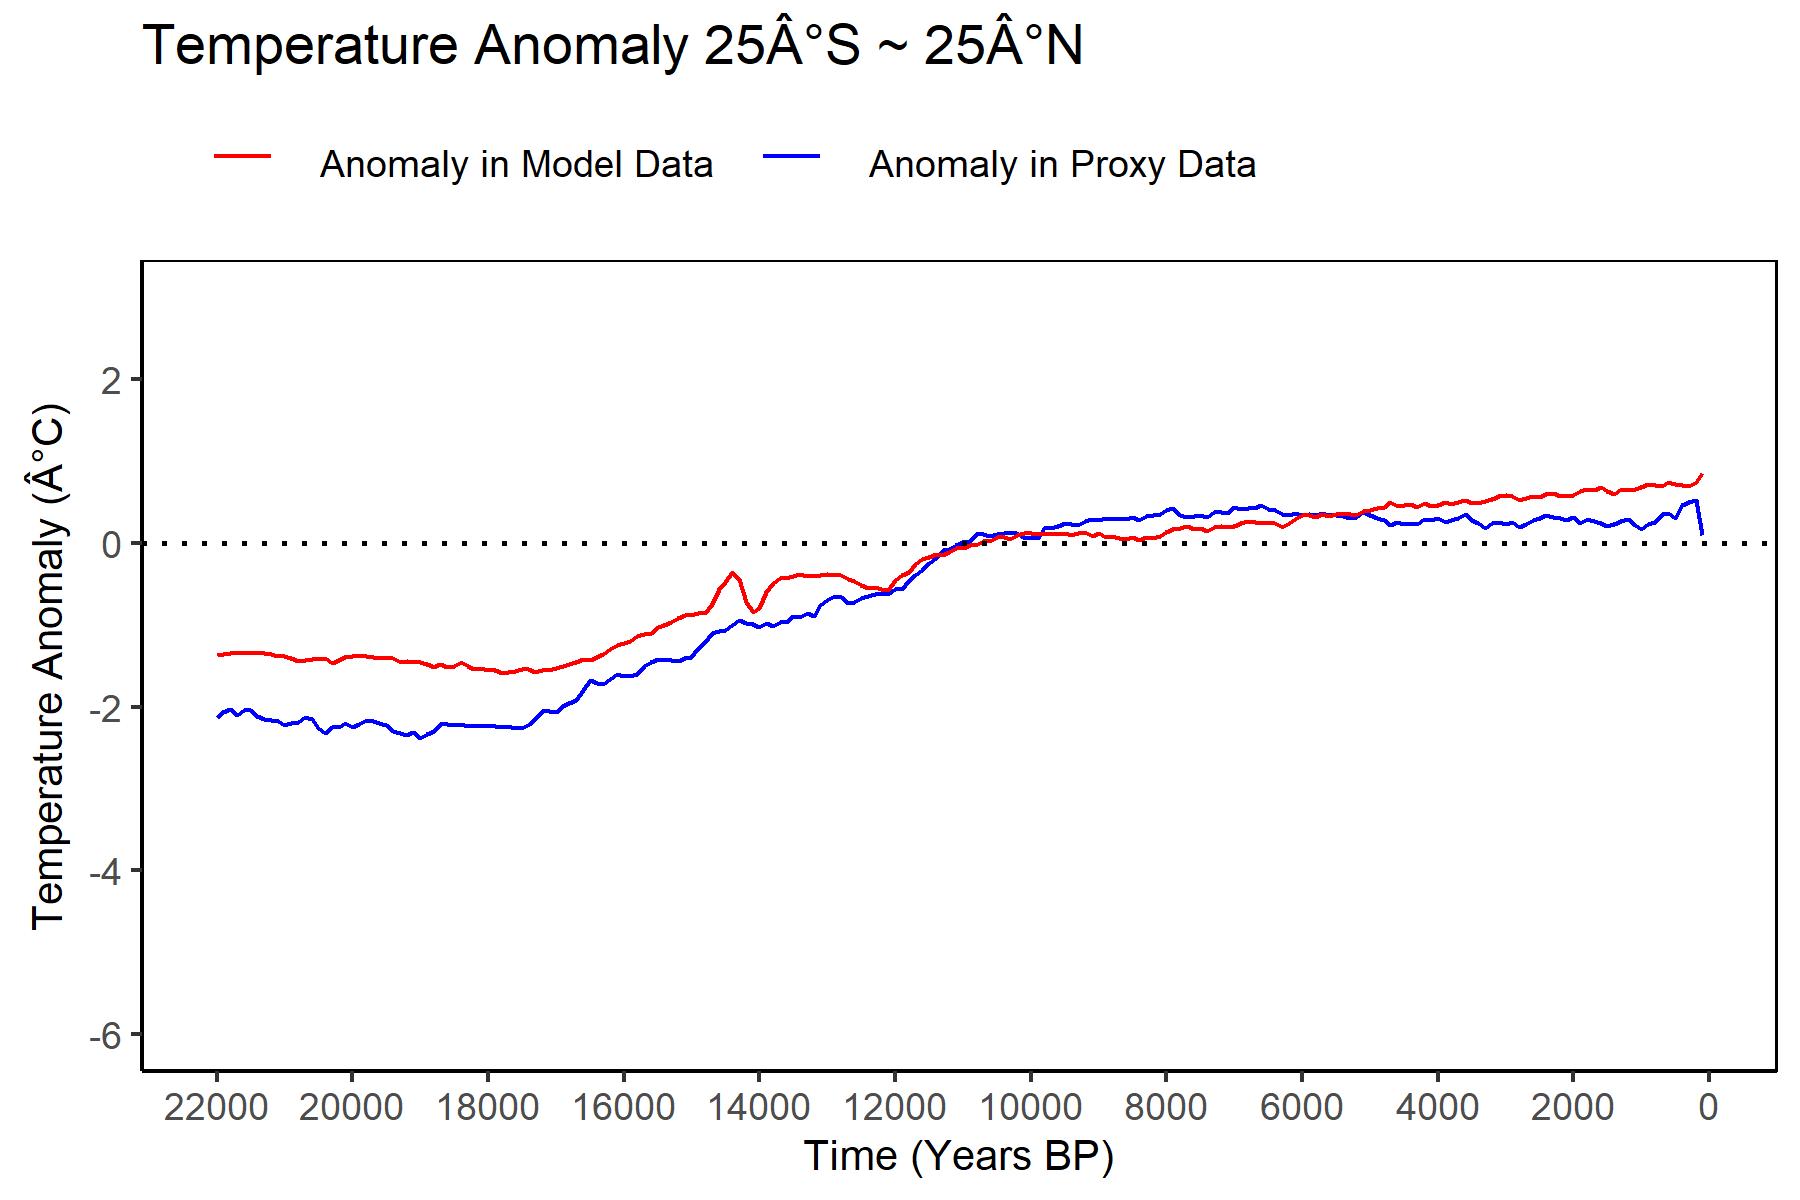 Temperature Anomaly 25Â°S ~ 25Â°N
Anomaly in Model Data
Anomaly in Proxy Data
Temperature Anomaly (Â°C)
2
0
-2
-4
-6
22000 20000 18000 16000 14000 12000 10000 8000 6000 4000 2000 0
Time (Years BP)